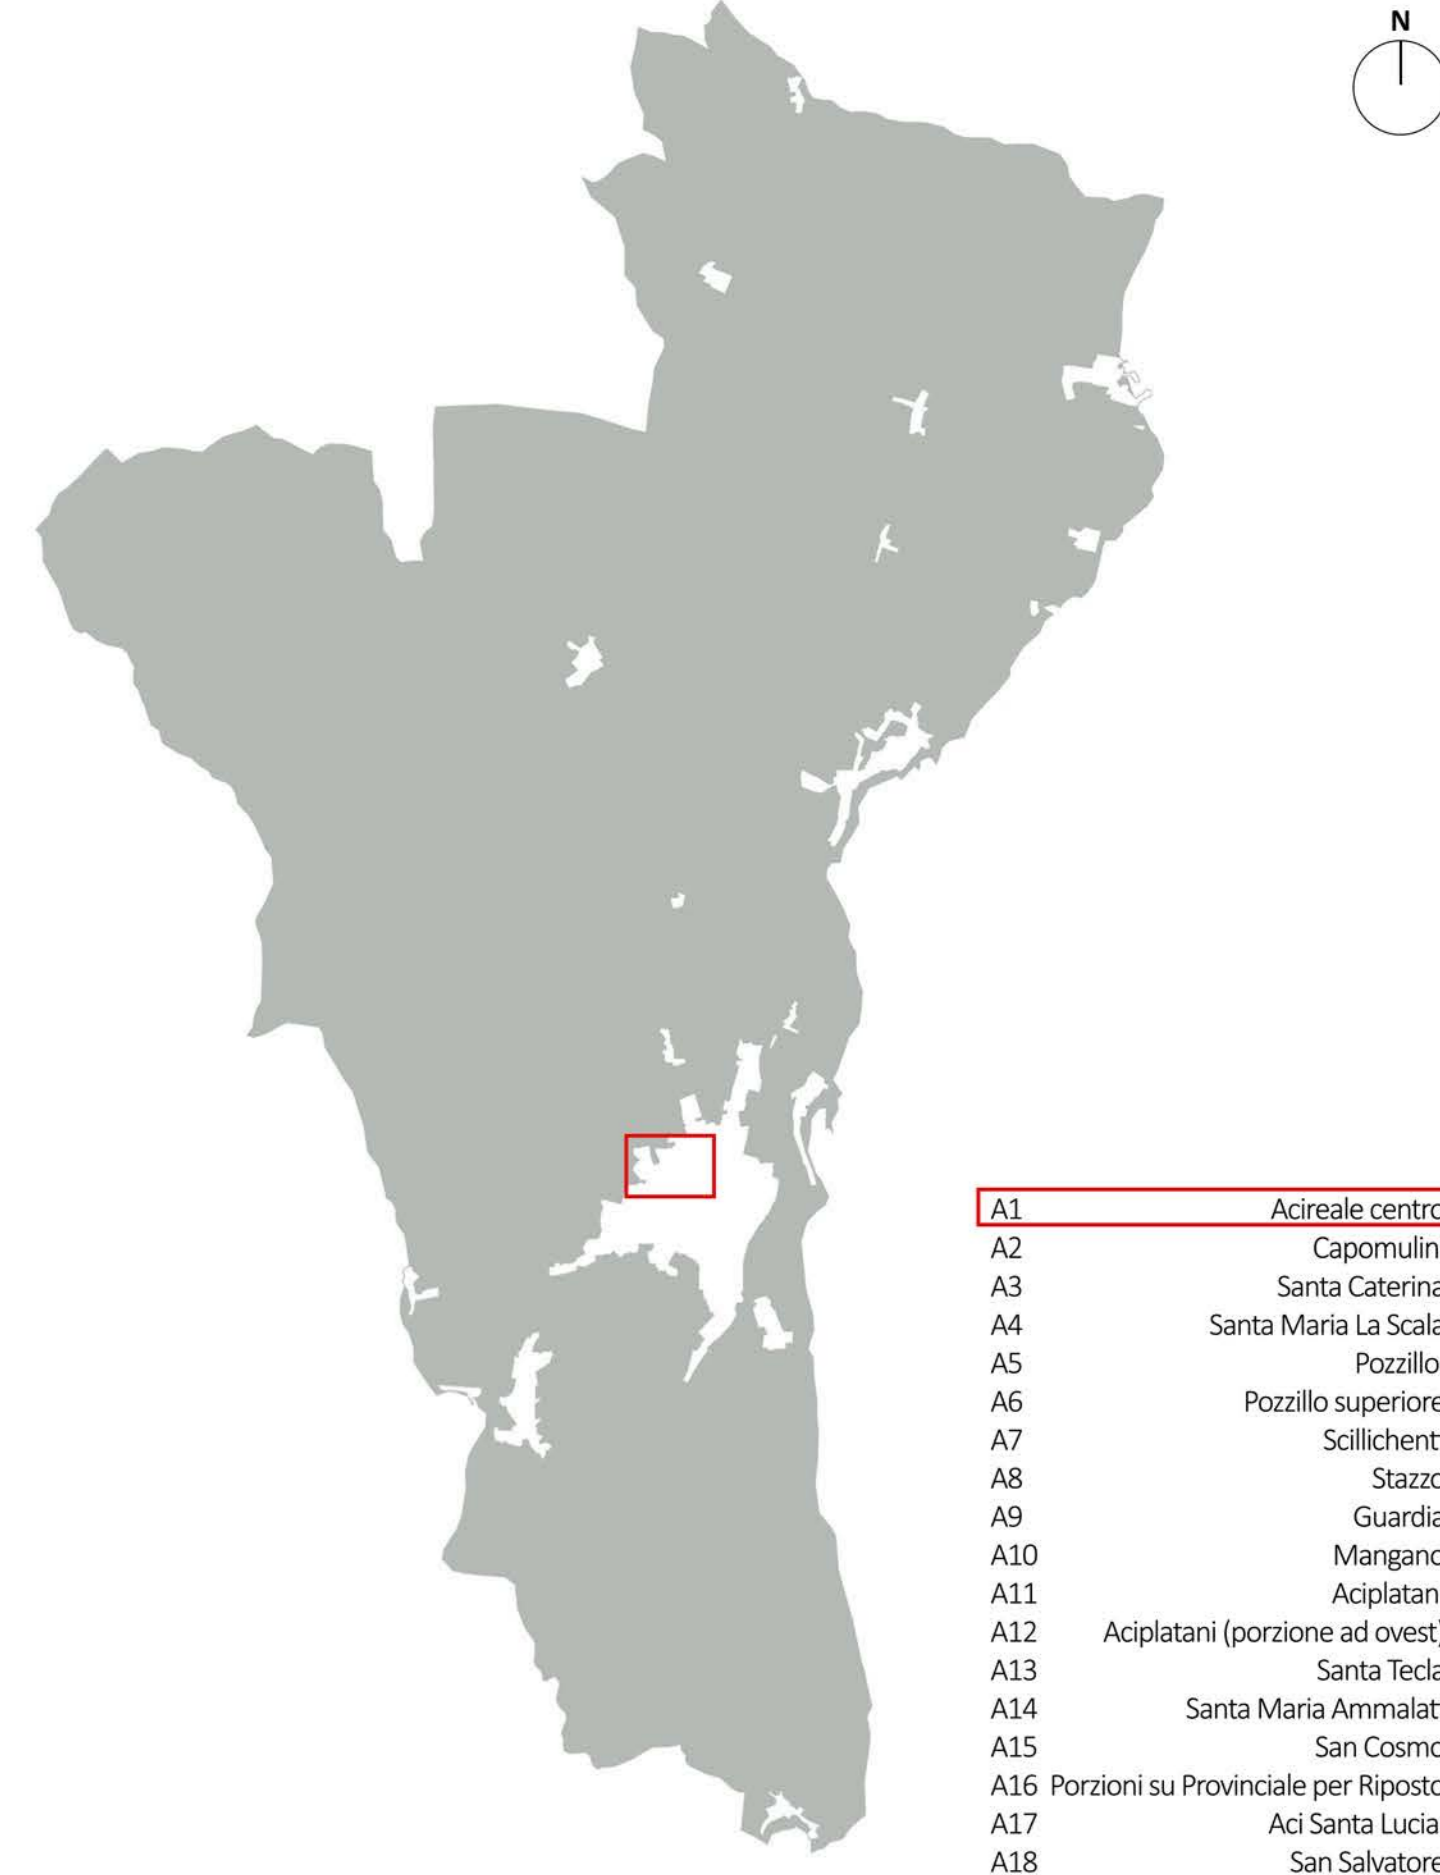 N
A1 Acireale centro
A2 Capomulin
A3 Santa Caterina
A4 Santa Maria La Scala
A5 Pozzillo
A6 Pozzillo superiore
A7 Scillichent
A8 Stazzo
A9 Guardia
A10 Mangano
A11 Aciplatan
A12 Aciplatani (porzione ad ovest)
A13 Santa Tecla
A14 Santa Maria Ammalat
A15 San Cosmo
A16 Porzioni su Provinciale per Riposto
A17 Aci Santa Lucia
A18 San Salvatore